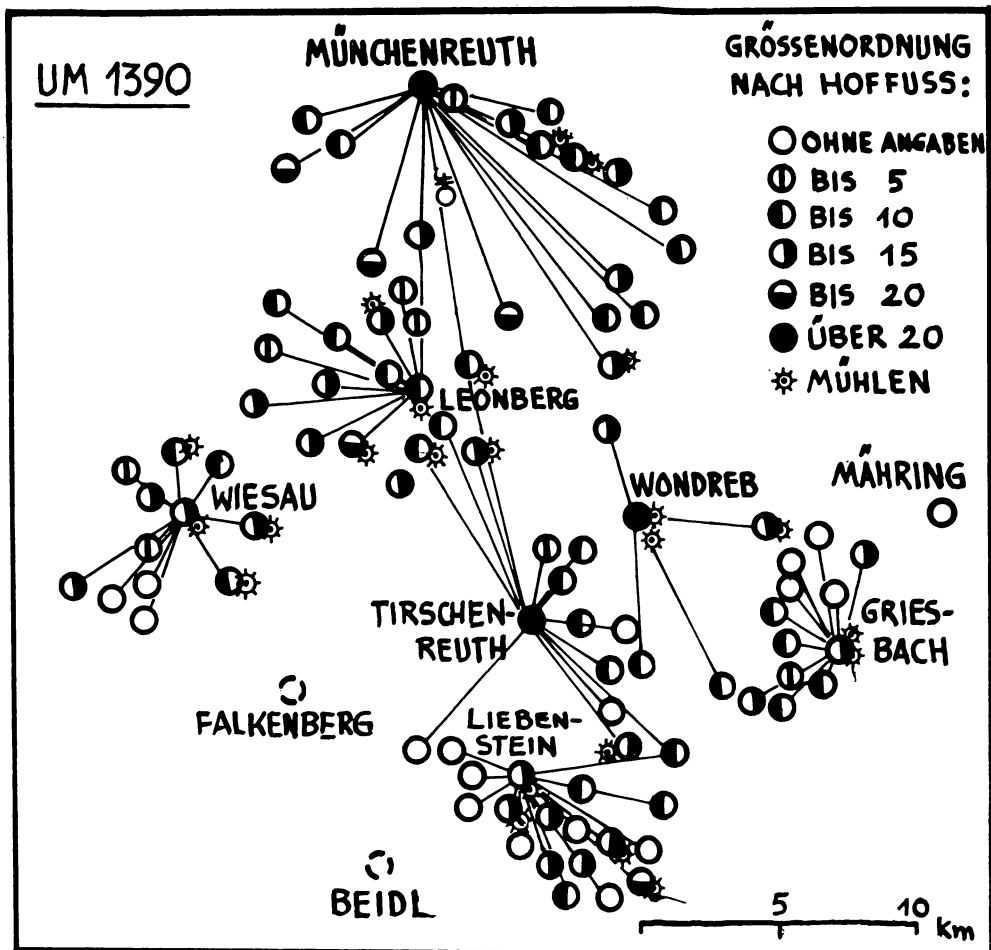 UM 1390
MÜNCHENREUTH
GRÖSSENORDNUNG
NACH HOFFUSS:
OHNE ANGABEN
BIS 5
BIS 10
BIS 15
BIS 20
ÜBER 20
MÜHLEN
LEONBERG
WIESAU
WONDREB
MÄHRING
TIRSCHEN-
REUTH
GRIES-
BACH
FALKENBERG
LIEBEN-
STEIN
BEIDL
5 10
Km